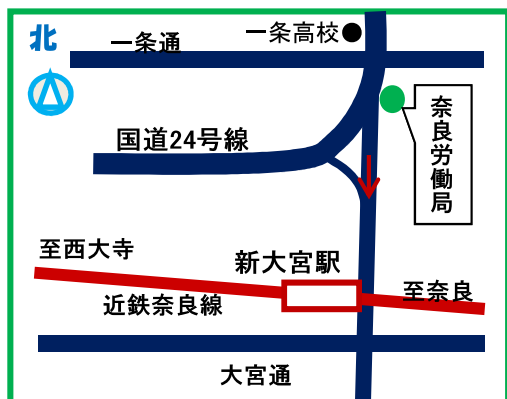 北
一条高校
一条通
国道24号線
奈良労働局
至西大寺
新大宮駅
至奈良
近鉄奈良線
大宮通